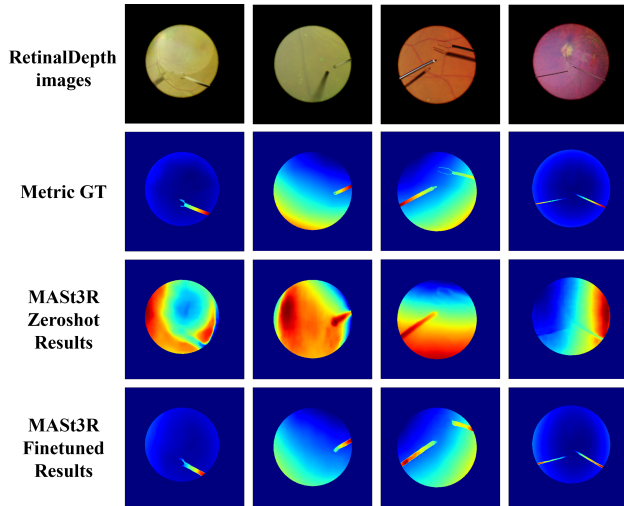 RetinalDepth
images
Metric GT
MASt3R
Zeroshot
Results
MASt3R
Finetuned
Results